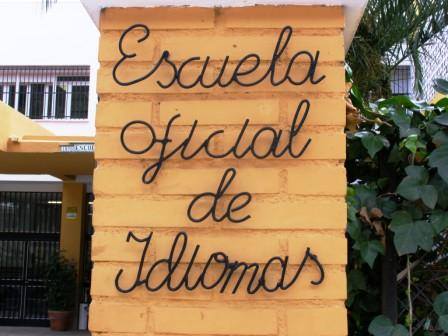 Escuela
oficial
de
Idiomas